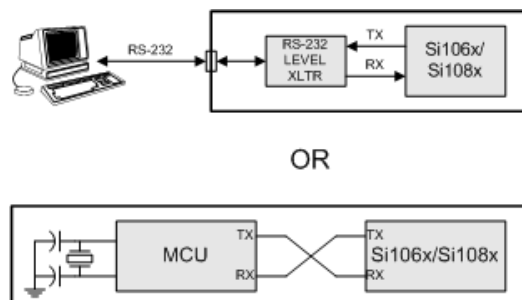 RS-232
RS-232
LEVEL
XLTR
TX
RX
Si106x/
Si108x
OR
MCU
TX
RX
TX
RX
Si106x/Si108x